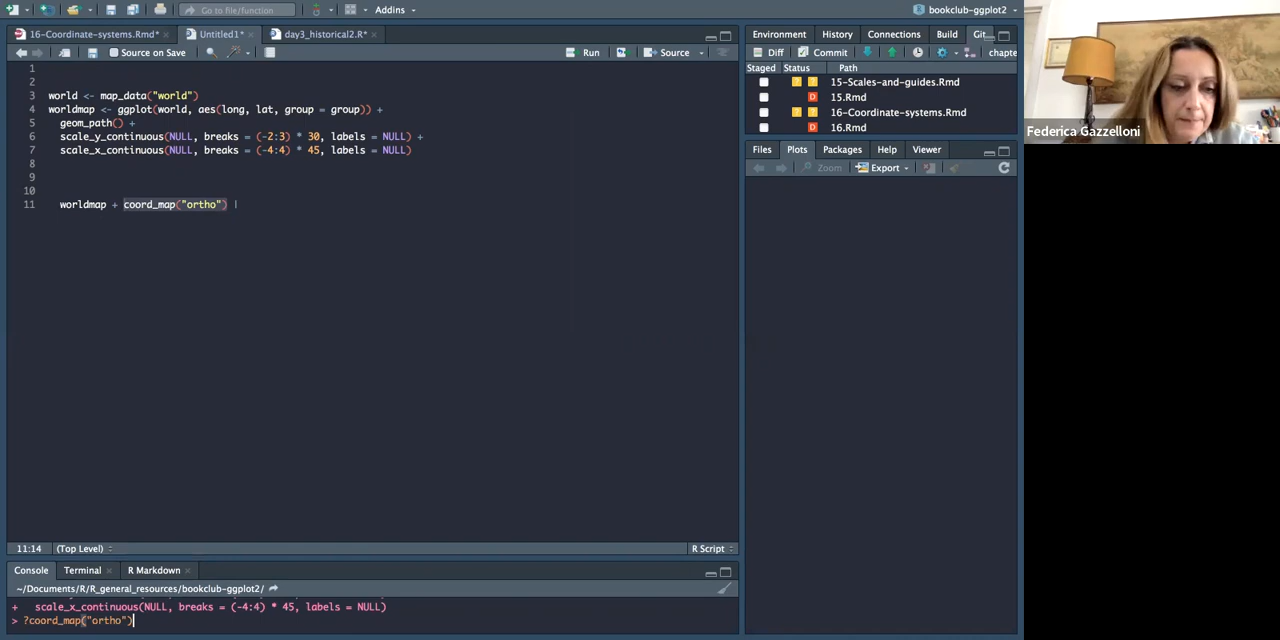 Go to file/function
Addins
bookclub-ggplot2
16-Coordinate-systems.Rmd*
Untitled1*
day3_historical2.R*
Source on Save
Run
Source
1
2
3 world <- map_data("world")
4 worldmap <- ggplot(world, aes(long, lat, group = group)) +
5 geom_path() +
6 scale_y_continuous(NULL, breaks = (-2:3) * 30, labels = NULL) +
7 scale_x_continuous(NULL, breaks = (-4:4) * 45, labels = NULL)
8
9
10
11 worldmap + coord_map("ortho")
11:14 (Top Level) R Script
Console Terminal R Markdown
~/Documents/R/R_general_resources/bookclub-ggplot2/
+ scale_x_continuous(NULL, breaks = (-4:4) * 45, labels = NULL)
> ?coord_map("ortho")
Environment History Connections Build Git
Diff Commit chapte
Staged Status Path
15-Scales-and-guides.Rmd
D 15.Rmd
16-Coordinate-systems.Rmd
D 16.Rmd
Files Plots Packages Help Viewer
Zoom Export
Federica Gazzelloni